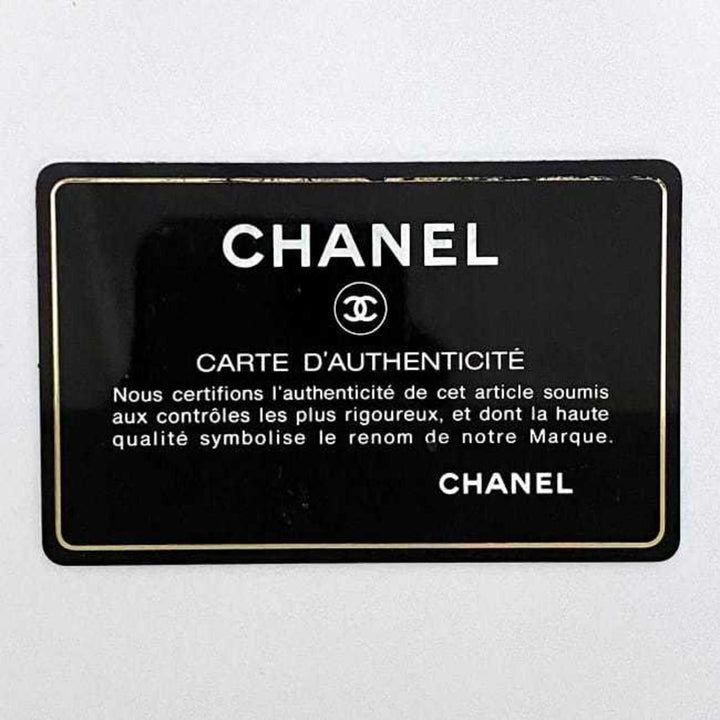 CHANEL
CARTE D'AUTHENTICITÉ
Nous certifions l'authenticité de cet article soumis
aux contrôles les plus rigoureux, et dont la haute
qualité symbolise le renom de notre Marque.
CHANEL